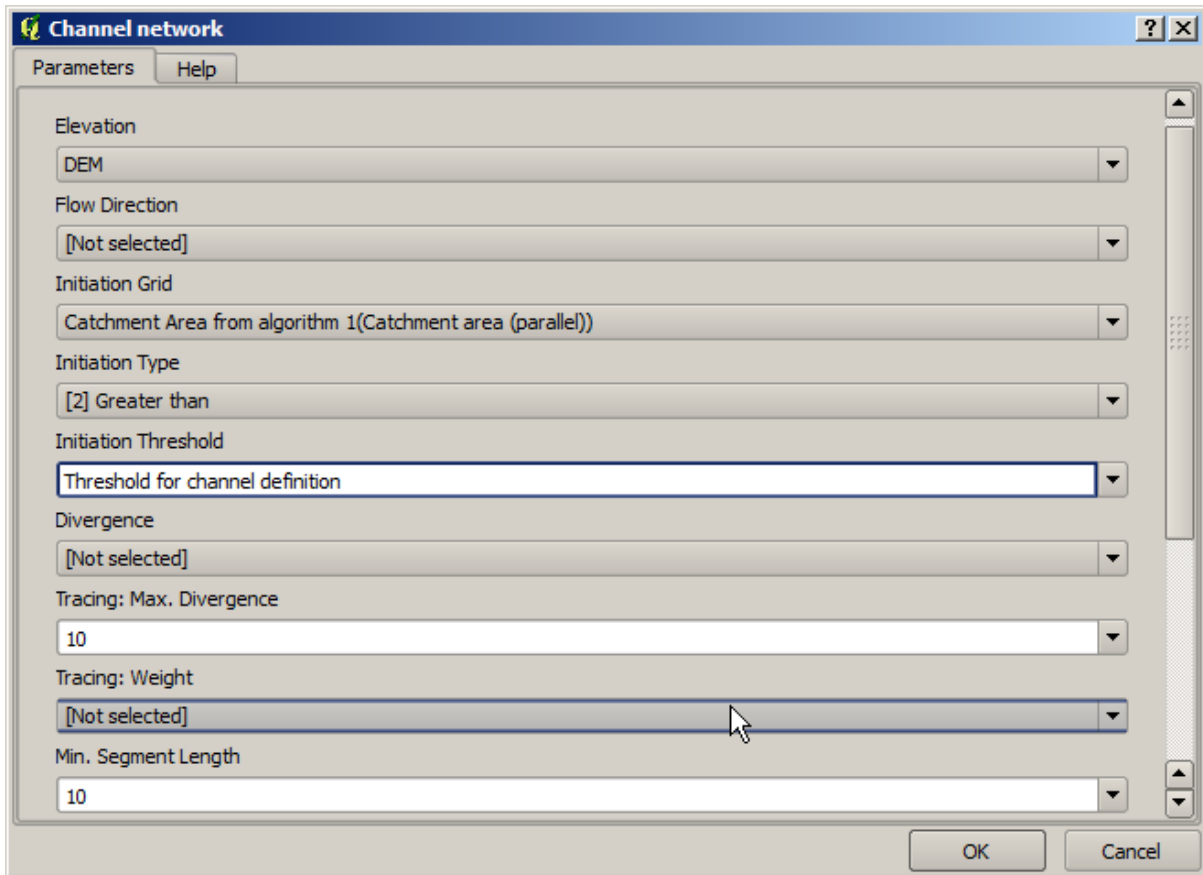 Channel network
Parameters Help
Elevation
DEM
Flow Direction
[Not selected]
Initiation Grid
Catchment Area from algorithm 1(Catchment area (parallel))
Initiation Type
[2] Greater than
Initiation Threshold
Threshold for channel definition
Divergence
[Not selected]
Tracing: Max. Divergence
10
Tracing: Weight
[Not selected]
Min. Segment Length
10
OK Cancel